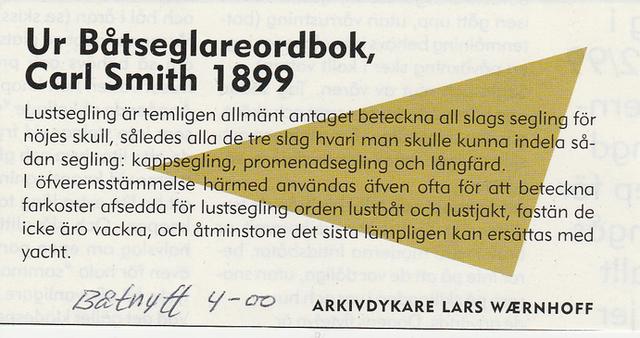 Ur Båtseglareordbok,
Carl Smith 1899
Lustsegling är temligen allmänt antaget beteckna all slags segling för
nöjes skull, således alla de tre slag hvari man skulle kunna indela så-
dan segling: kappsegling, promenadsegling och långfärd.
I öfverensstämmelse härmed användas äfven ofta för att beteckna
farkoster afsedda för lustsegling orden lustbåt och lustjakt, fastän de
icke äro vackra, och åtminstone det sista lämpligen kan ersättas med
yacht.
Båtnytt 4-00
ARKIVDYKARE LARS WÆRNHOFF